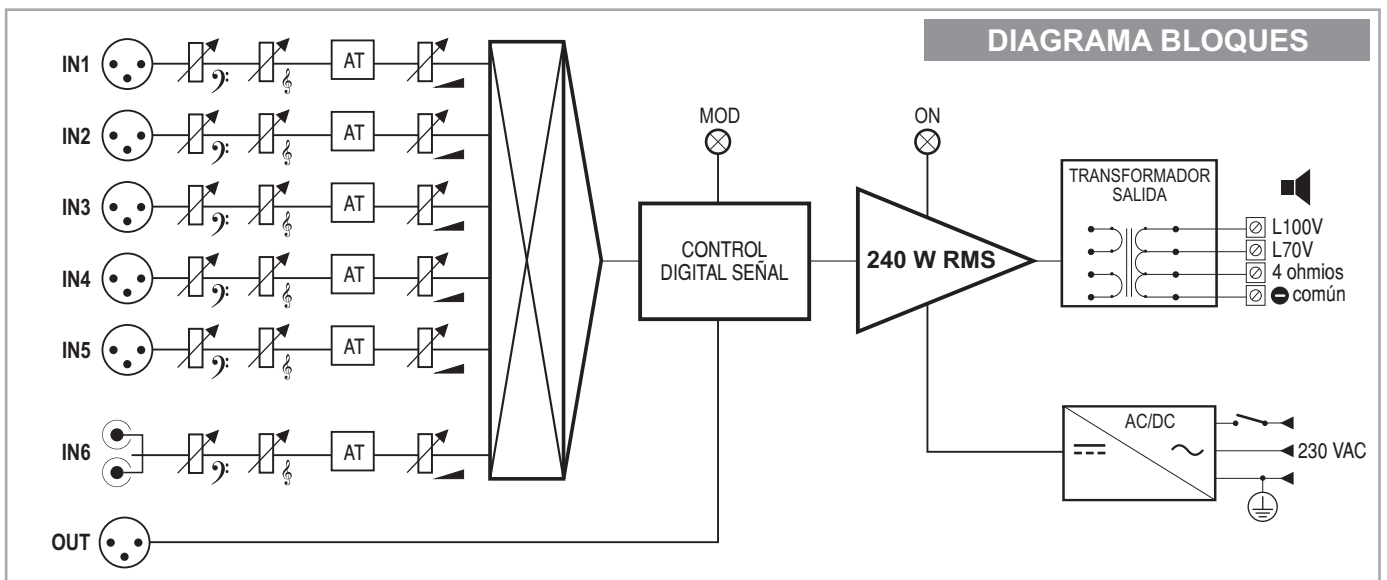 DIAGRAMA BLOQUES
IN1
AT
IN2
AT
IN3
AT
IN4
AT
IN5
AT
IN6
AT
OUT
MOD
CONTROL
DIGITAL SEÑAL
ON
240 W RMS
TRANSFORMADOR
SALIDA
L100V
L70V
4 ohmios
común
AC/DC
230 VAC